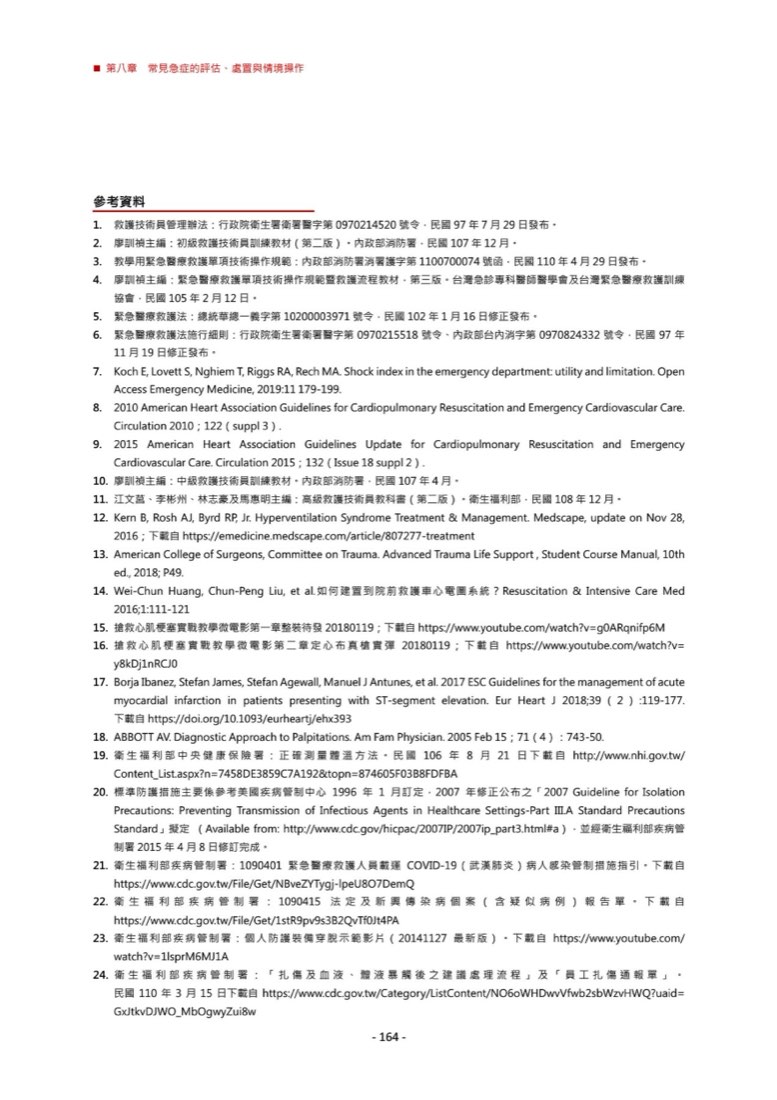 ■ 第八章 常見急症的評估、處置與情境操作
參考資料
1. 救護技術員管理辦法：行政院衛生署衛署醫字第 0970214520 號令，民國 97 年 7 月 29 日發布。
2. 廖訓禎主編：初級救護技術員訓練教材（第二版）。內政部消防署，民國 107 年 12 月。
3. 教學用緊急醫療救護單項技術操作規範：內政部消防署消署護字第 1100700074 號函，民國 110 年 4 月 29 日發布。
4. 廖訓禎主編：緊急醫療救護單項技術操作規範暨救護流程教材，第三版。台灣急診專科醫師醫學會及台灣緊急醫療救護訓練
協會，民國 105 年 2 月 12 日。
5. 緊急醫療救護法：總統華總一義字第 10200003971 號令，民國 102 年 1 月 16 日修正發布。
6. 緊急醫療救護法施行細則：行政院衛生署衛署醫字第 0970215518 號令、內政部台內消字第 0970824332 號令，民國 97 年
11 月 19 日修正發布。
7. Koch E, Lovett S, Nghiem T, Riggs RA, Rech MA. Shock index in the emergency department: utility and limitation. Open
Access Emergency Medicine, 2019:11 179-199.
8. 2010 American Heart Association Guidelines for Cardiopulmonary Resuscitation and Emergency Cardiovascular Care.
Circulation 2010；122（suppl 3）.
9. 2015 American Heart Association Guidelines Update for Cardiopulmonary Resuscitation and Emergency
Cardiovascular Care. Circulation 2015；132（Issue 18 suppl 2）.
10. 廖訓禎主編：中級救護技術員訓練教材。內政部消防署，民國 107 年 4 月。
11. 江文莒、李彬州、林志豪及馬惠明主編：高級救護技術員教科書（第二版）。衛生福利部，民國 108 年 12 月。
12. Kern B, Rosh AJ, Byrd RP, Jr. Hyperventilation Syndrome Treatment & Management. Medscape, update on Nov 28,
2016；下載自 https://emedicine.medscape.com/article/807277-treatment
13. American College of Surgeons, Committee on Trauma. Advanced Trauma Life Support , Student Course Manual, 10th
ed., 2018; P49.
14. Wei-Chun Huang, Chun-Peng Liu, et al.如何建置到院前救護車心電圖系統？Resuscitation & Intensive Care Med
2016;1:111-121
15. 搶救心肌梗塞實戰教學微電影第一章整裝待發 20180119；下載自 https://www.youtube.com/watch?v=g0ARqnifp6M
16. 搶救心肌梗塞實戰教學微電影第二章定心布真槍實彈 20180119；下載自 https://www.youtube.com/watch?v=
y8kDj1nRCJ0
17. Borja Ibanez, Stefan James, Stefan Agewall, Manuel J Antunes, et al. 2017 ESC Guidelines for the management of acute
myocardial infarction in patients presenting with ST-segment elevation. Eur Heart J 2018;39（2）:119-177.
下載自 https://doi.org/10.1093/eurheartj/ehx393
18. ABBOTT AV. Diagnostic Approach to Palpitations. Am Fam Physician. 2005 Feb 15；71（4）：743-50.
19. 衛生福利部中央健康保險署：正確測量體溫方法。民國 106 年 8 月 21 日下載自 http://www.nhi.gov.tw/
Content_List.aspx?n=7458DE3859C7A192&topn=874605F03B8FDFBA
20. 標準防護措施主要係參考美國疾病管制中心 1996 年 1 月訂定，2007 年修正公布之「2007 Guideline for Isolation
Precautions: Preventing Transmission of Infectious Agents in Healthcare Settings-Part III.A Standard Precautions
Standard」擬定 （Available from: http://www.cdc.gov/hicpac/2007IP/2007ip_part3.html#a），並經衛生福利部疾病管
制署 2015 年 4 月 8 日修訂完成。
21. 衛生福利部疾病管制署：1090401 緊急醫療救護人員載運 COVID-19（武漢肺炎）病人感染管制措施指引。下載自
https://www.cdc.gov.tw/File/Get/NBveZYTygj-lpeU8O7DemQ
22. 衛生福利部疾病管制署：1090415 法定及新興傳染病個案（含疑似病例）報告單。下載自
https://www.cdc.gov.tw/File/Get/1stR9pv9s3B2QvTf0Jt4PA
23. 衛生福利部疾病管制署：個人防護裝備穿脫示範影片（20141127 最新版）。下載自 https://www.youtube.com/
watch?v=1lsprM6MJ1A
24. 衛生福利部疾病管制署：「扎傷及血液、體液暴觸後之建議處理流程」及「員工扎傷通報單」。
民國 110 年 3 月 15 日下載自 https://www.cdc.gov.tw/Category/ListContent/NO6oWHDwvVfwb2sbWzvHWQ?uaid=
GxJtkvDJWO_MbOgwyZui8w
- 164 -